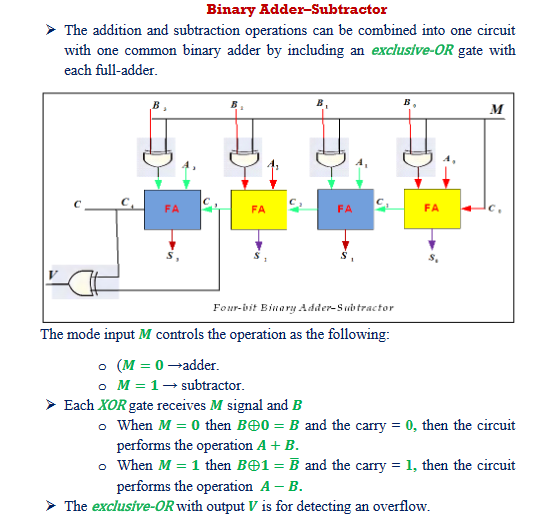 Binary Adder–Subtractor
➢ The addition and subtraction operations can be combined into one circuit
with one common binary adder by including an exclusive-OR gate with
each full-adder.
B B B B M
A A A A
C C C C C C
FA FA FA FA
S S S S
V
Four-bit Binary Adder-Subtractor
The mode input M controls the operation as the following:
o (M = 0 →adder.
o M = 1 → subtractor.
➢ Each XOR gate receives M signal and B
o When M = 0 then B⊕0 = B and the carry = 0, then the circuit
performs the operation A + B.
o When M = 1 then B⊕1 = B̅ and the carry = 1, then the circuit
performs the operation A − B.
➢ The exclusive-OR with output V is for detecting an overflow.